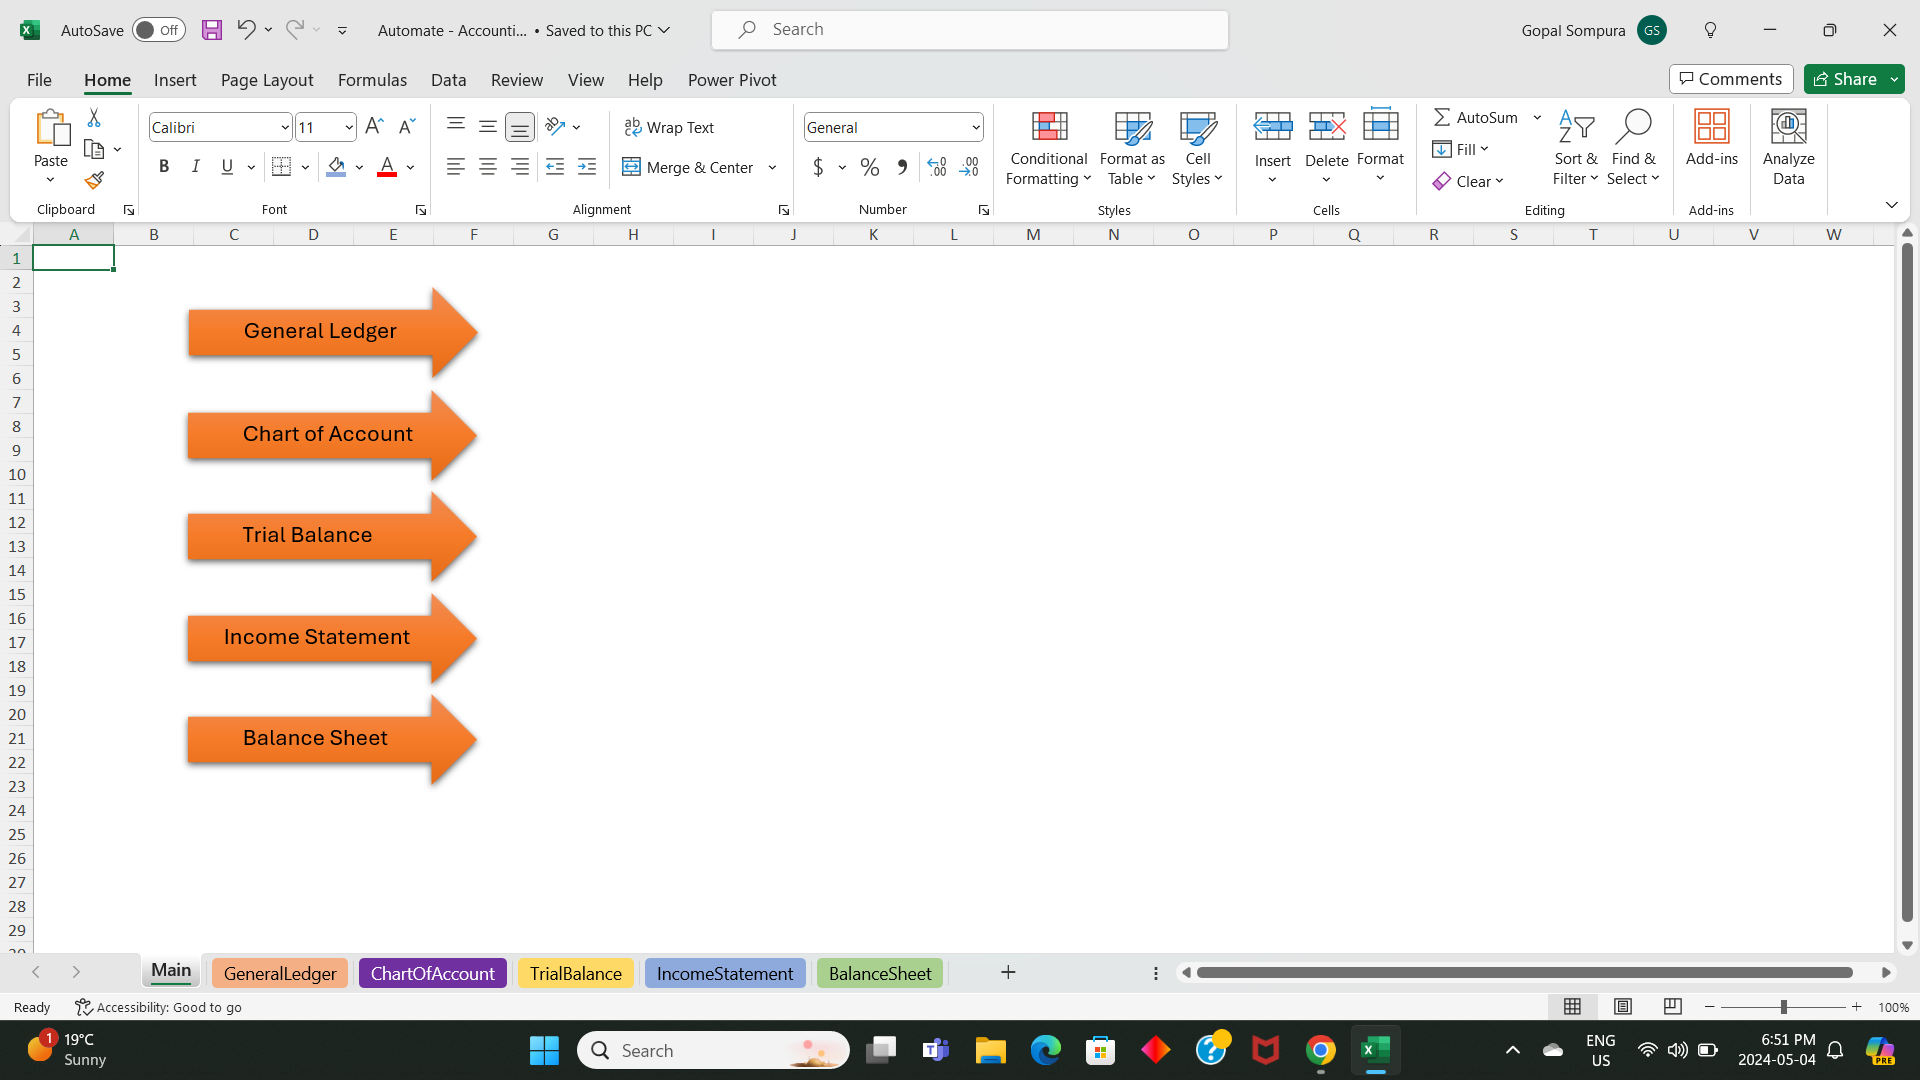 AutoSave Off Automate - Accounti... • Saved to this PC Search Gopal Sompura GS
File Home Insert Page Layout Formulas Data Review View Help Power Pivot Comments Share
Paste
Clipboard
Calibri 11
B I U A
Font
Wrap Text
Merge & Center
Alignment
General
$ % , .00 .00
Number
Conditional Formatting
Format as Table
Cell Styles
Styles
Insert Delete Format
Cells
AutoSum
Fill
Clear
Sort & Filter
Find & Select
Editing
Add-ins
Add-ins
Analyze Data
A B C D E F G H I J K L M N O P Q R S T U V W
1
2
3
4
5
6
7
8
9
10
11
12
13
14
15
16
17
18
19
20
21
22
23
24
25
26
27
28
29
General Ledger
Chart of Account
Trial Balance
Income Statement
Balance Sheet
Main GeneralLedger ChartOfAccount TrialBalance IncomeStatement BalanceSheet
Ready Accessibility: Good to go 100%
1 19°C
Sunny
Search
ENG
US
6:51 PM
2024-05-04
PRE